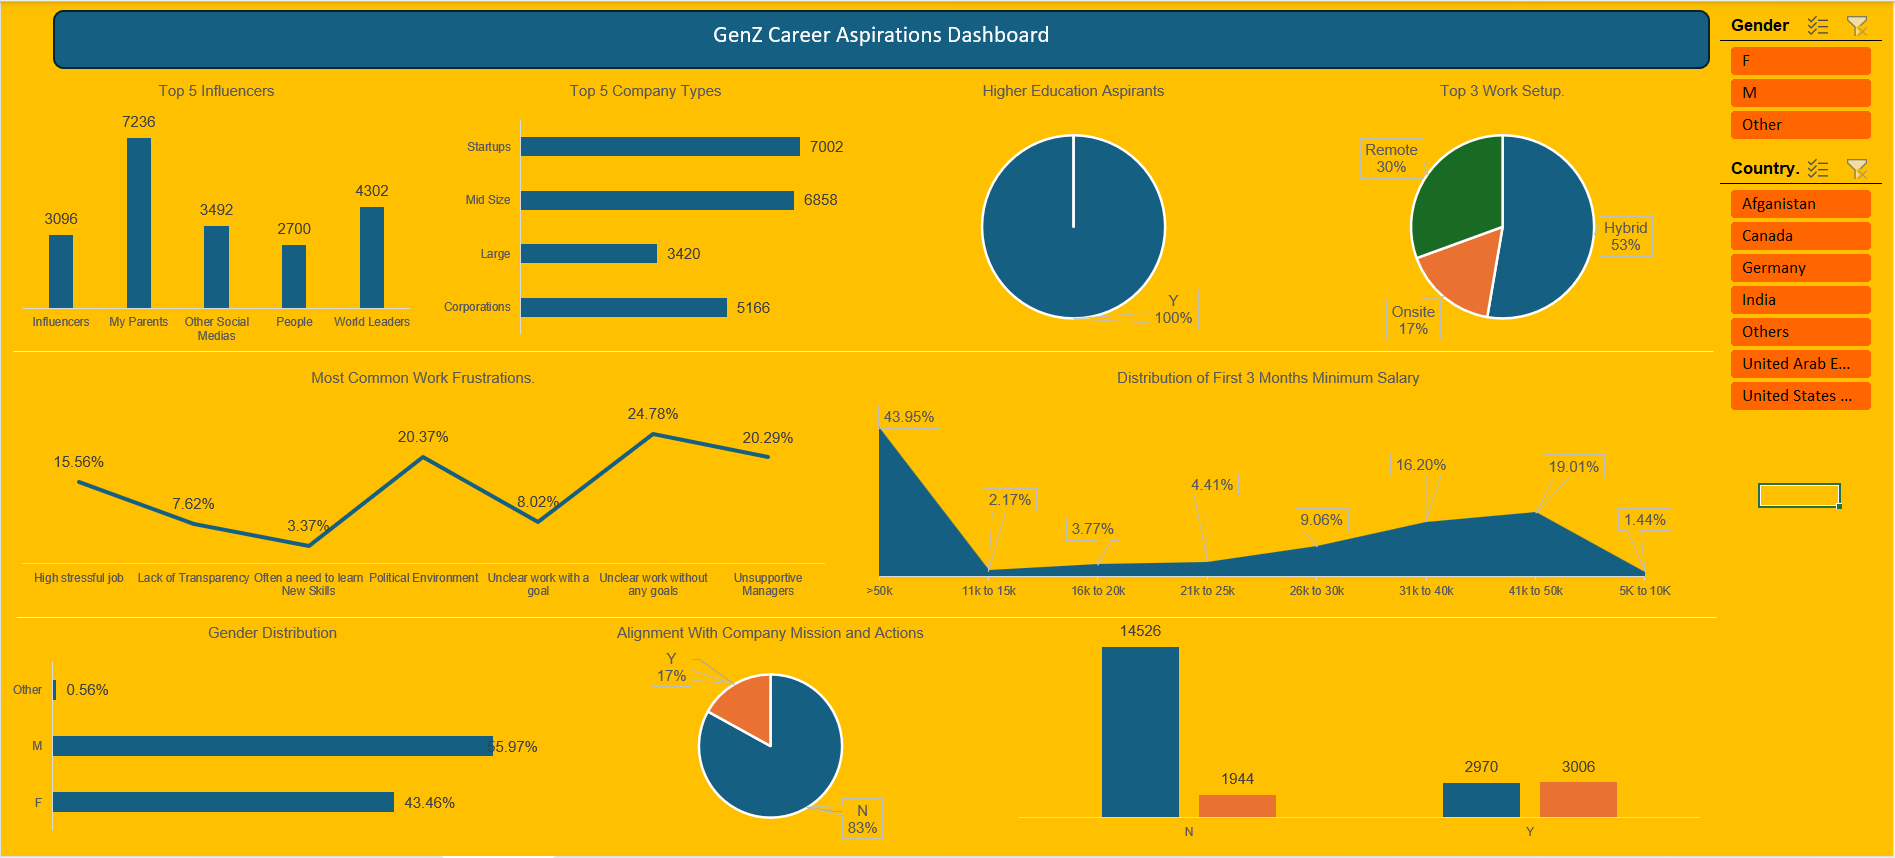 GenZ Career Aspirations Dashboard
Top 5 Influencers
3096
7236
3492
2700
4302
Influencers
My Parents
Other Social
Medias
People
World Leaders
Top 5 Company Types
Startups
7002
Mid Size
6858
Large
3420
Corporations
5166
Higher Education Aspirants
Y
100%
Top 3 Work Setup.
Remote
30%
Hybrid
53%
Onsite
17%
Gender
F
M
Other
Country.
Afganistan
Canada
Germany
India
Others
United Arab E...
United States ...
Most Common Work Frustrations.
15.56%
7.62%
3.37%
20.37%
8.02%
24.78%
20.29%
High stressful job
Lack of Transparency
Often a need to learn
New Skills
Political Environment
Unclear work with a
goal
Unclear work without
any goals
Unsupportive
Managers
Distribution of First 3 Months Minimum Salary
43.95%
2.17%
3.77%
4.41%
9.06%
16.20%
19.01%
1.44%
>50k
11k to 15k
16k to 20k
21k to 25k
26k to 30k
31k to 40k
41k to 50k
5K to 10K
Gender Distribution
Other
0.56%
M
55.97%
F
43.46%
Alignment With Company Mission and Actions
Y
17%
N
83%
14526
1944
2970
3006
N
Y